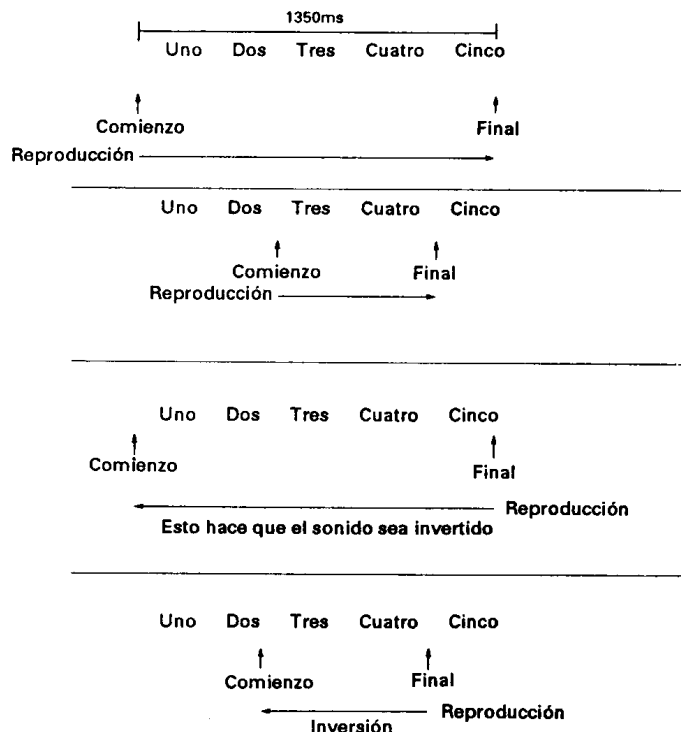 1350ms
Uno Dos Tres Cuatro Cinco
Comienzo Final
Reproducción
Uno Dos Tres Cuatro Cinco
Comienzo Final
Reproducción
Uno Dos Tres Cuatro Cinco
Comienzo Final
Reproducción
Esto hace que el sonido sea invertido
Uno Dos Tres Cuatro Cinco
Comienzo Final
Reproducción
Inversión